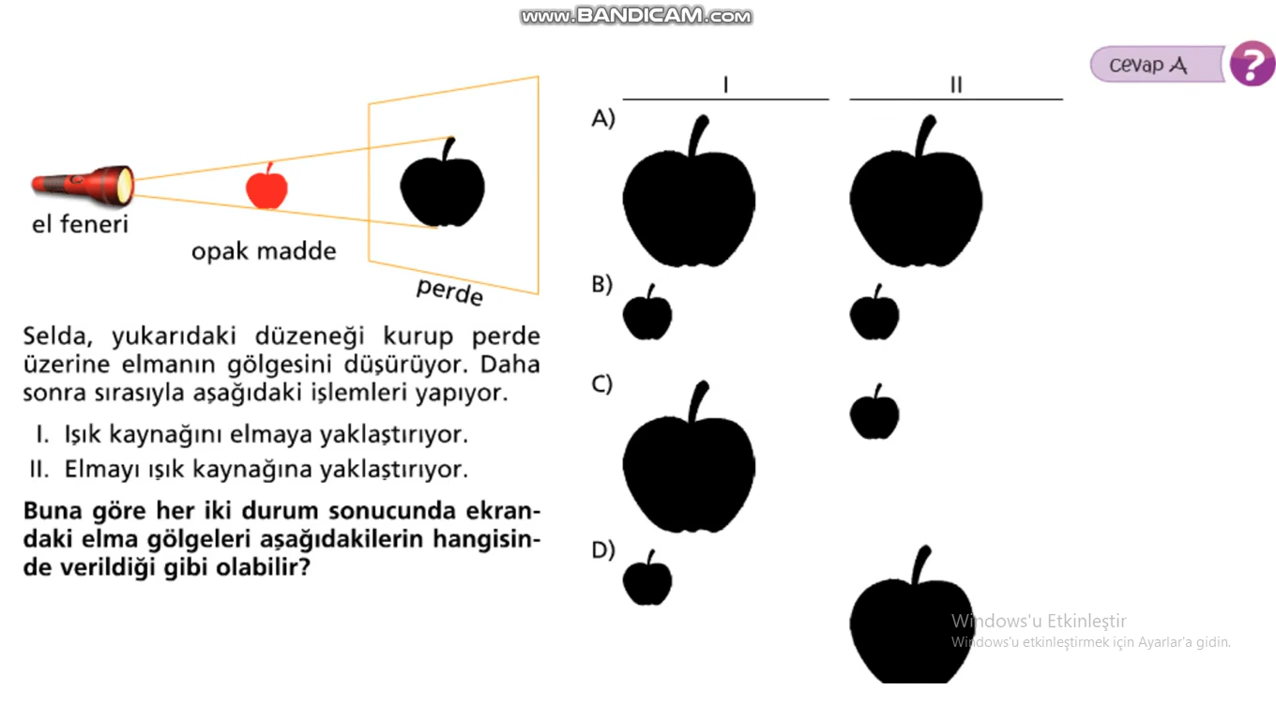 www.BANDICAM.com
Cevap A
?
I II
A)
B)
C)
D)
el feneri
opak madde
perde
Selda, yukarıdaki düzeneği kurup perde
üzerine elmanın gölgesini düşürüyor. Daha
sonra sırasıyla aşağıdaki işlemleri yapıyor.
I. Işık kaynağını elmaya yaklaştırıyor.
II. Elmayı ışık kaynağına yaklaştırıyor.
Buna göre her iki durum sonucunda ekran-
daki elma gölgeleri aşağıdakilerin hangisin-
de verildiği gibi olabilir?
Windows'u Etkinleştir
Windows'u etkinleştirmek için Ayarlar'a gidin.